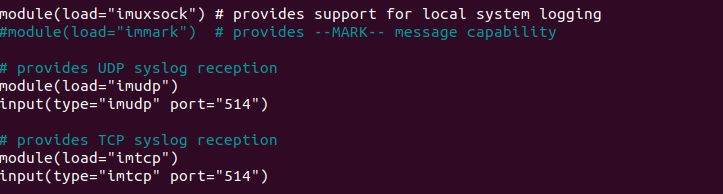 module(load="imuxsock") # provides support for local system logging
#module(load="immark")  # provides --MARK-- message capability

# provides UDP syslog reception
module(load="imudp")
input(type="imudp" port="514")

# provides TCP syslog reception
module(load="imtcp")
input(type="imtcp" port="514")